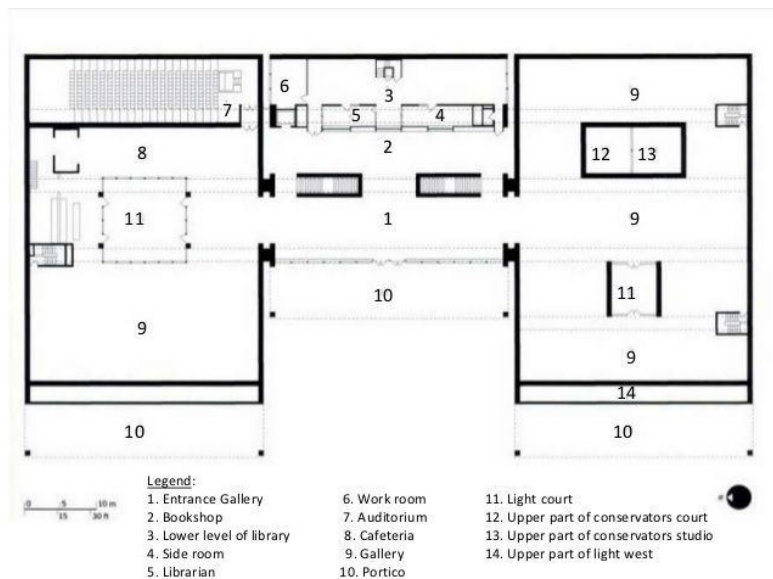 6
3
9
7
5
4
2
12
13
8
11
1
9
11
10
9
9
14
10
10
Legend:
1. Entrance Gallery
2. Bookshop
3. Lower level of library
4. Side room
5. Librarian
6. Work room
7. Auditorium
8. Cafeteria
9. Gallery
10. Portico
11. Light court
12. Upper part of conservators court
13. Upper part of conservators studio
14. Upper part of light west
0 5 10 m
15 30 ft